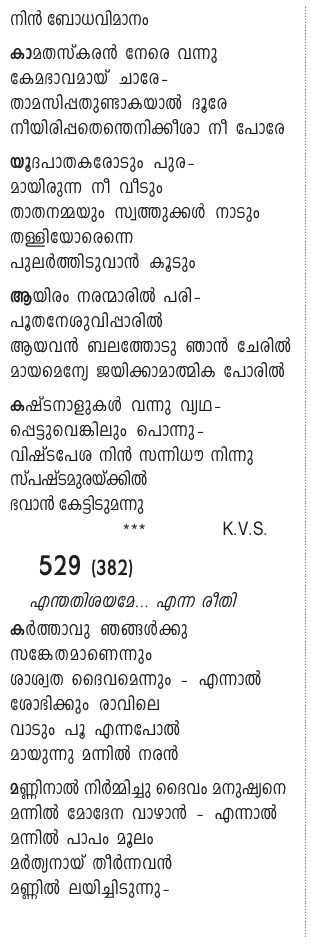 നിൻ ബോധവിമാനം
കാമതസ്കരൻ നേരെ വന്നു
കേമഭാവമായ് ചാരേ-
താമസിപ്പതുണ്ടാകയാൽ ദൂരേ
നീയിരിപ്പതെന്തെനിക്കീശാ നീ പോരേ
യൂദപാതകരോടും പുര-
മായിരുന്ന നീ വീടും
താതനമ്മയും സ്വത്തുക്കൾ നാടും
തള്ളിയോരെന്നെ
പുലർത്തിടുവാൻ കൂടും
ആയിരം നരന്മാരിൽ പരി-
പൂതനേശുവിപ്പാരിൽ
ആയവൻ ബലത്തോടു ഞാൻ ചേരിൽ
മായമെന്യേ ജയിക്കാമാത്മിക പോരിൽ
കഷ്ടനാളുകൾ വന്നു വ്യഥ-
പ്പെട്ടുവെങ്കിലും പൊന്നു-
വിഷ്ടപേശ നിൻ സന്നിധൗ നിന്നു
സ്പഷ്ടമുരയ്ക്കിൽ
ഭവാൻ കേട്ടിടുമന്നു
*** K.V.S.
529 (382)
എന്തതിശയമേ... എന്ന രീതി
കർത്താവു ഞങ്ങൾക്കു
സങ്കേതമാണെന്നും
ശാശ്വത ദൈവമെന്നും - എന്നാൽ
ശോഭിക്കും രാവിലെ
വാടും പൂ എന്നപോൽ
മായുന്നു മന്നിൽ നരൻ
മണ്ണിനാൽ നിർമ്മിച്ചു ദൈവം മനുഷ്യനെ
മന്നിൽ മോദേന വാഴാൻ - എന്നാൽ
മന്നിൽ പാപം മൂലം
മർത്യനായ് തീർന്നവൻ
മണ്ണിൽ ലയിച്ചിടുന്നു-